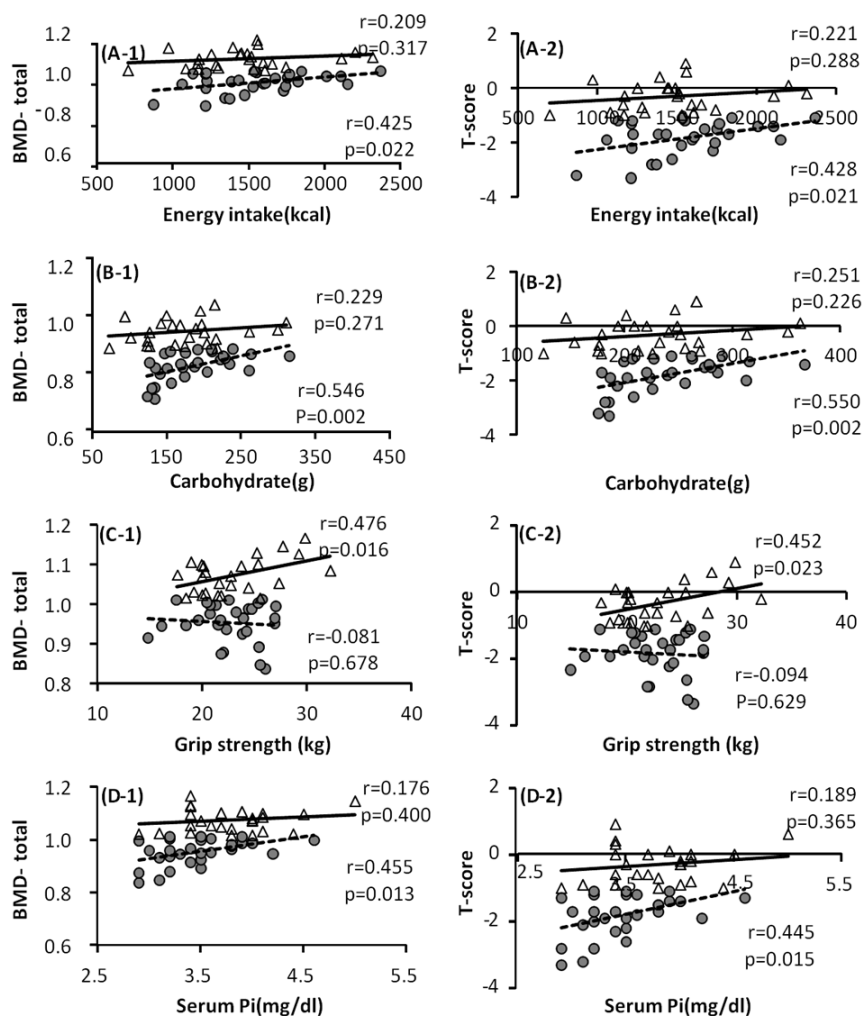 (A-1)
BMD- total
1.2
1.0
0.8
0.6
r=0.209
p=0.317
r=0.425
p=0.022
500 1000 1500 2000 2500
Energy intake(kcal)
(A-2)
T-score
2
0
-2
-4
r=0.221
p=0.288
500 1000 1500 2000 2500
r=0.428
p=0.021
Energy intake(kcal)
(B-1)
BMD- total
1.2
1.0
0.8
0.6
r=0.229
p=0.271
r=0.546
P=0.002
50 150 250 350 450
Carbohydrate(g)
(B-2)
T-score
2
0
-2
-4
r=0.251
p=0.226
100 200 300 400
r=0.550
p=0.002
Carbohydrate(g)
(C-1)
BMD- total
1.2
1.1
1.0
0.9
0.8
r=0.476
p=0.016
r=-0.081
p=0.678
10 20 30 40
Grip strength (kg)
(C-2)
T-score
2
0
-2
-4
r=0.452
p=0.023
10 20 30 40
r=-0.094
P=0.629
Grip strength (kg)
(D-1)
BMD- total
1.2
1.0
0.8
0.6
r=0.176
p=0.400
r=0.455
p=0.013
2.5 3.5 4.5 5.5
Serum Pi(mg/dl)
(D-2)
T-score
2
0
-2
-4
r=0.189
p=0.365
2.5 3.5 4.5 5.5
r=0.445
p=0.015
Serum Pi(mg/dl)